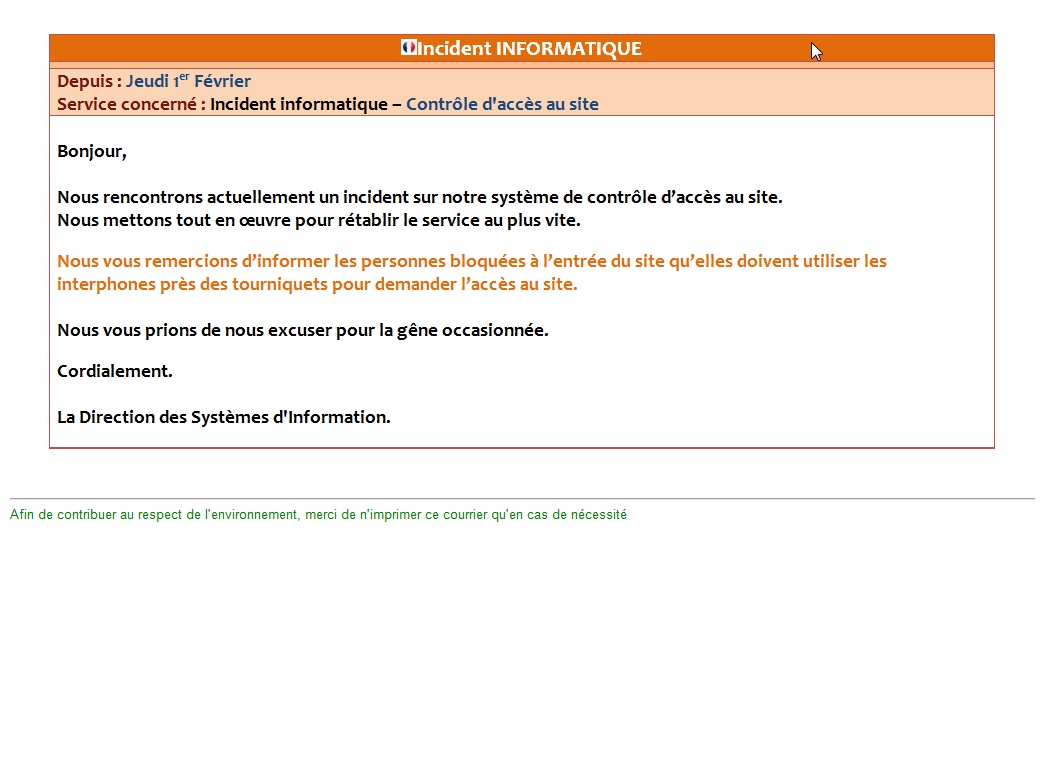 Incident INFORMATIQUE
Depuis : Jeudi 1er Février
Service concerné : Incident informatique – Contrôle d'accès au site
Bonjour,
Nous rencontrons actuellement un incident sur notre système de contrôle d’accès au site.
Nous mettons tout en œuvre pour rétablir le service au plus vite.
Nous vous remercions d’informer les personnes bloquées à l’entrée du site qu’elles doivent utiliser les
interphones près des tourniquets pour demander l’accès au site.
Nous vous prions de nous excuser pour la gêne occasionnée.
Cordialement.
La Direction des Systèmes d'Information.
Afin de contribuer au respect de l'environnement, merci de n'imprimer ce courrier qu'en cas de nécessité